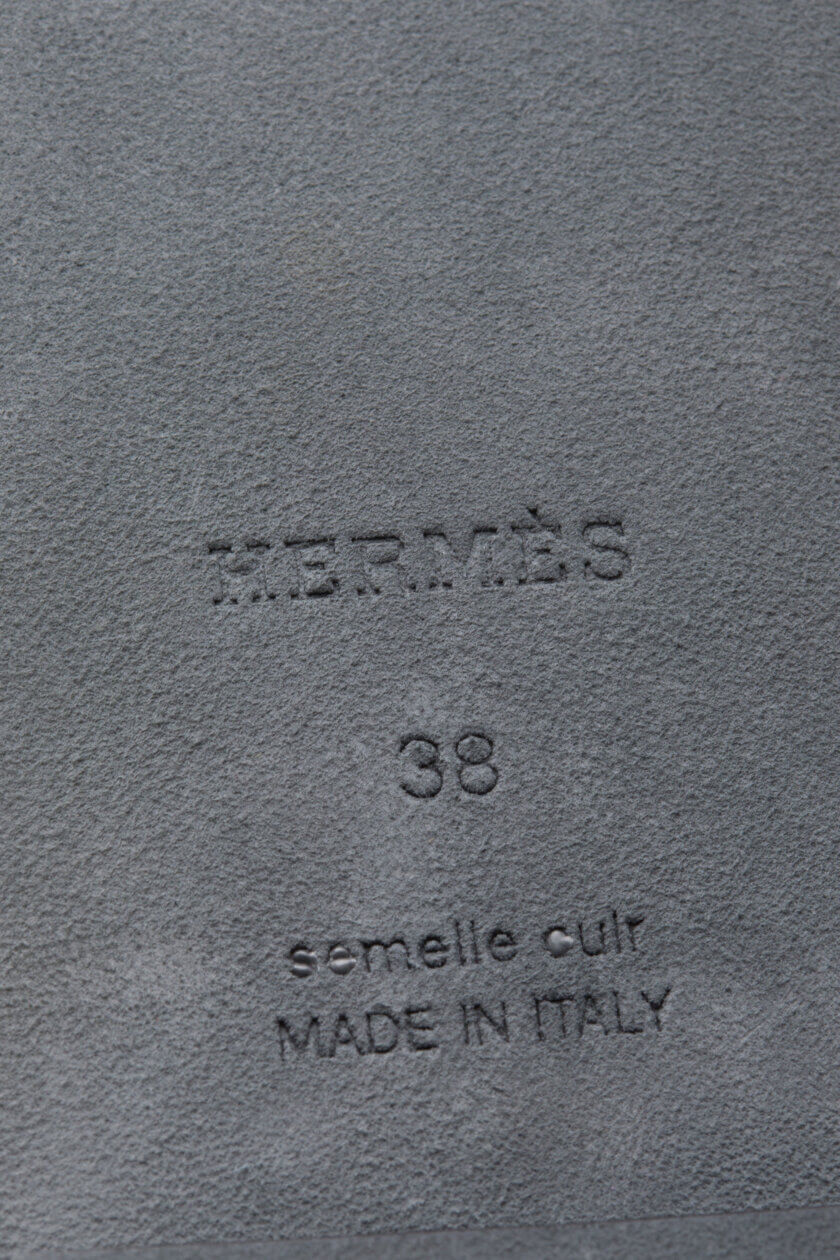 HERMÈS
38
semelle cuir
MADE IN ITALY